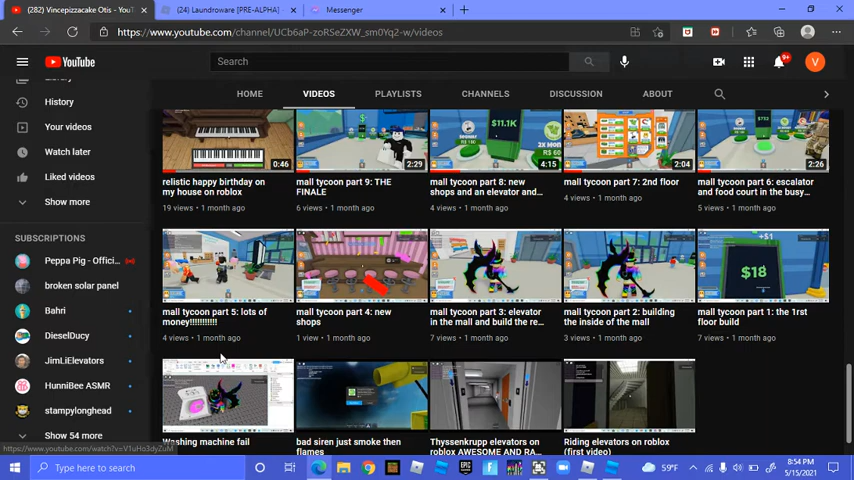 (282) Vincepizzacake Otis - YouT
(24) Laundroware [PRE-ALPHA]
Messenger
https://www.youtube.com/channel/UCb6aP-zoRSeZXW_sm0Yq2-w/videos
YouTube
Search
9+
V
Library
HOME
VIDEOS
PLAYLISTS
CHANNELS
DISCUSSION
ABOUT
History
Your videos
Watch later
Liked videos
Show more
SUBSCRIPTIONS
Peppa Pig - Offici...
broken solar panel
Bahri
DieselDucy
JimLiElevators
HunniBee ASMR
stampylonghead
Show 54 more
0:46
2:29
$11.1K
4:15
2:04
2:26
relistic happy birthday on
my house on roblox
19 views • 1 month ago
mall tycoon part 9: THE
FINALE
6 views • 1 month ago
mall tycoon part 8: new
shops and an elevator and...
4 views • 1 month ago
mall tycoon part 7: 2nd floor
4 views • 1 month ago
mall tycoon part 6: escalator
and food court in the busy...
5 views • 1 month ago
+$1
$18
mall tycoon part 5: lots of
money!!!!!!!!!!!
4 views • 1 month ago
mall tycoon part 4: new
shops
1 view • 1 month ago
mall tycoon part 3: elevator
in the mall and build the re...
7 views • 1 month ago
mall tycoon part 2: building
the inside of the mall
3 views • 1 month ago
mall tycoon part 1: the 1rst
floor build
7 views • 1 month ago
Washing machine fail
bad siren just smoke then
flames
Thyssenkrupp elevators on
roblox AWESOME AND RA...
Riding elevators on roblox
(first video)
https://www.youtube.com/watch?v=V1uHo3dyZuM
Type here to search
59°F
8:54 PM
5/15/2021